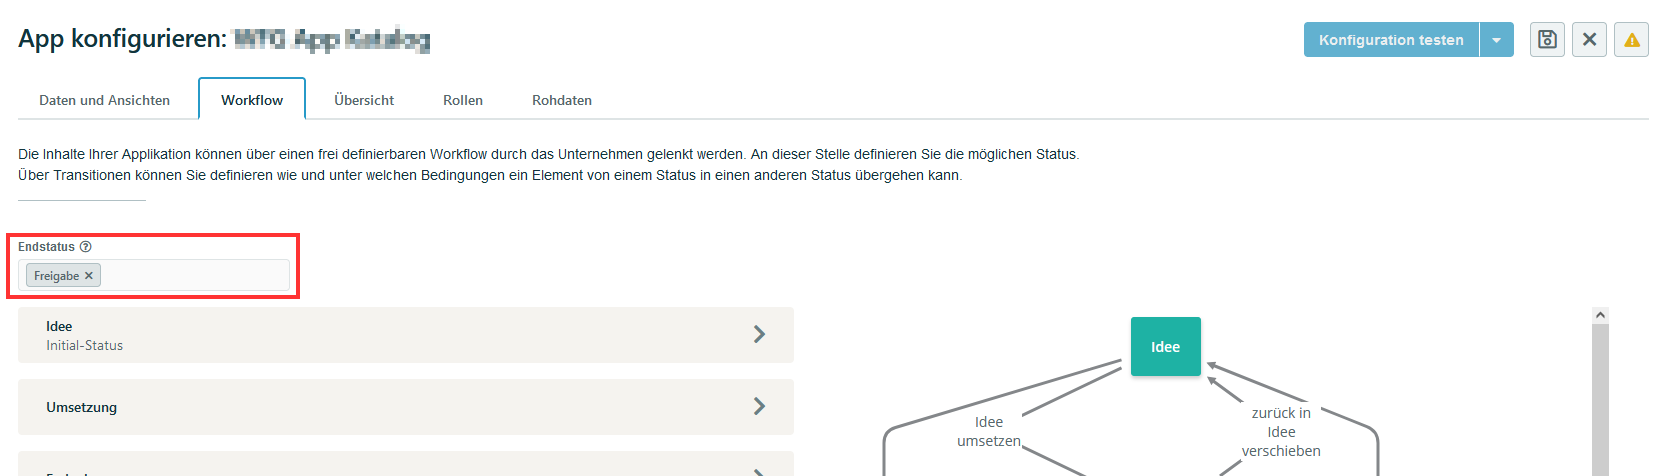 App konfigurieren:
Konfiguration testen
Daten und Ansichten
Workflow
Übersicht
Rollen
Rohdaten
Die Inhalte Ihrer Applikation können über einen frei definierbaren Workflow durch das Unternehmen gelenkt werden. An dieser Stelle definieren Sie die möglichen Status.
Über Transitionen können Sie definieren wie und unter welchen Bedingungen ein Element von einem Status in einen anderen Status übergehen kann.
Endstatus
Freigabe
Idee
Initial-Status
Umsetzung
Idee
Idee
umsetzen
zurück in
Idee
verschieben